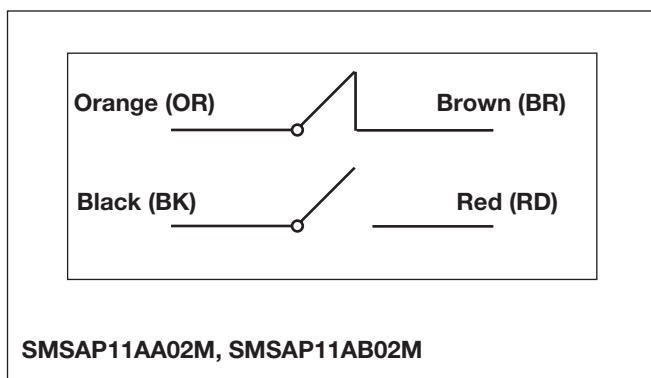 Orange (OR) Brown (BR)
Black (BK) Red (RD)
SMSAP11AA02M, SMSAP11AB02M